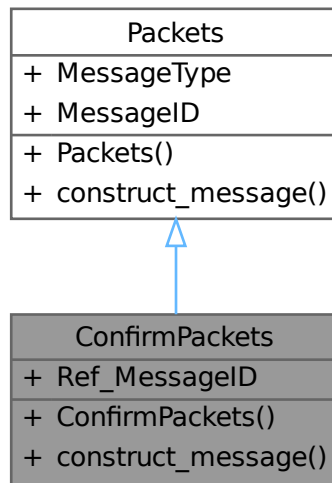 Packets
+ MessageType
+ MessageID
+ Packets()
+ construct_message()
ConfirmPackets
+ Ref_MessageID
+ ConfirmPackets()
+ construct_message()